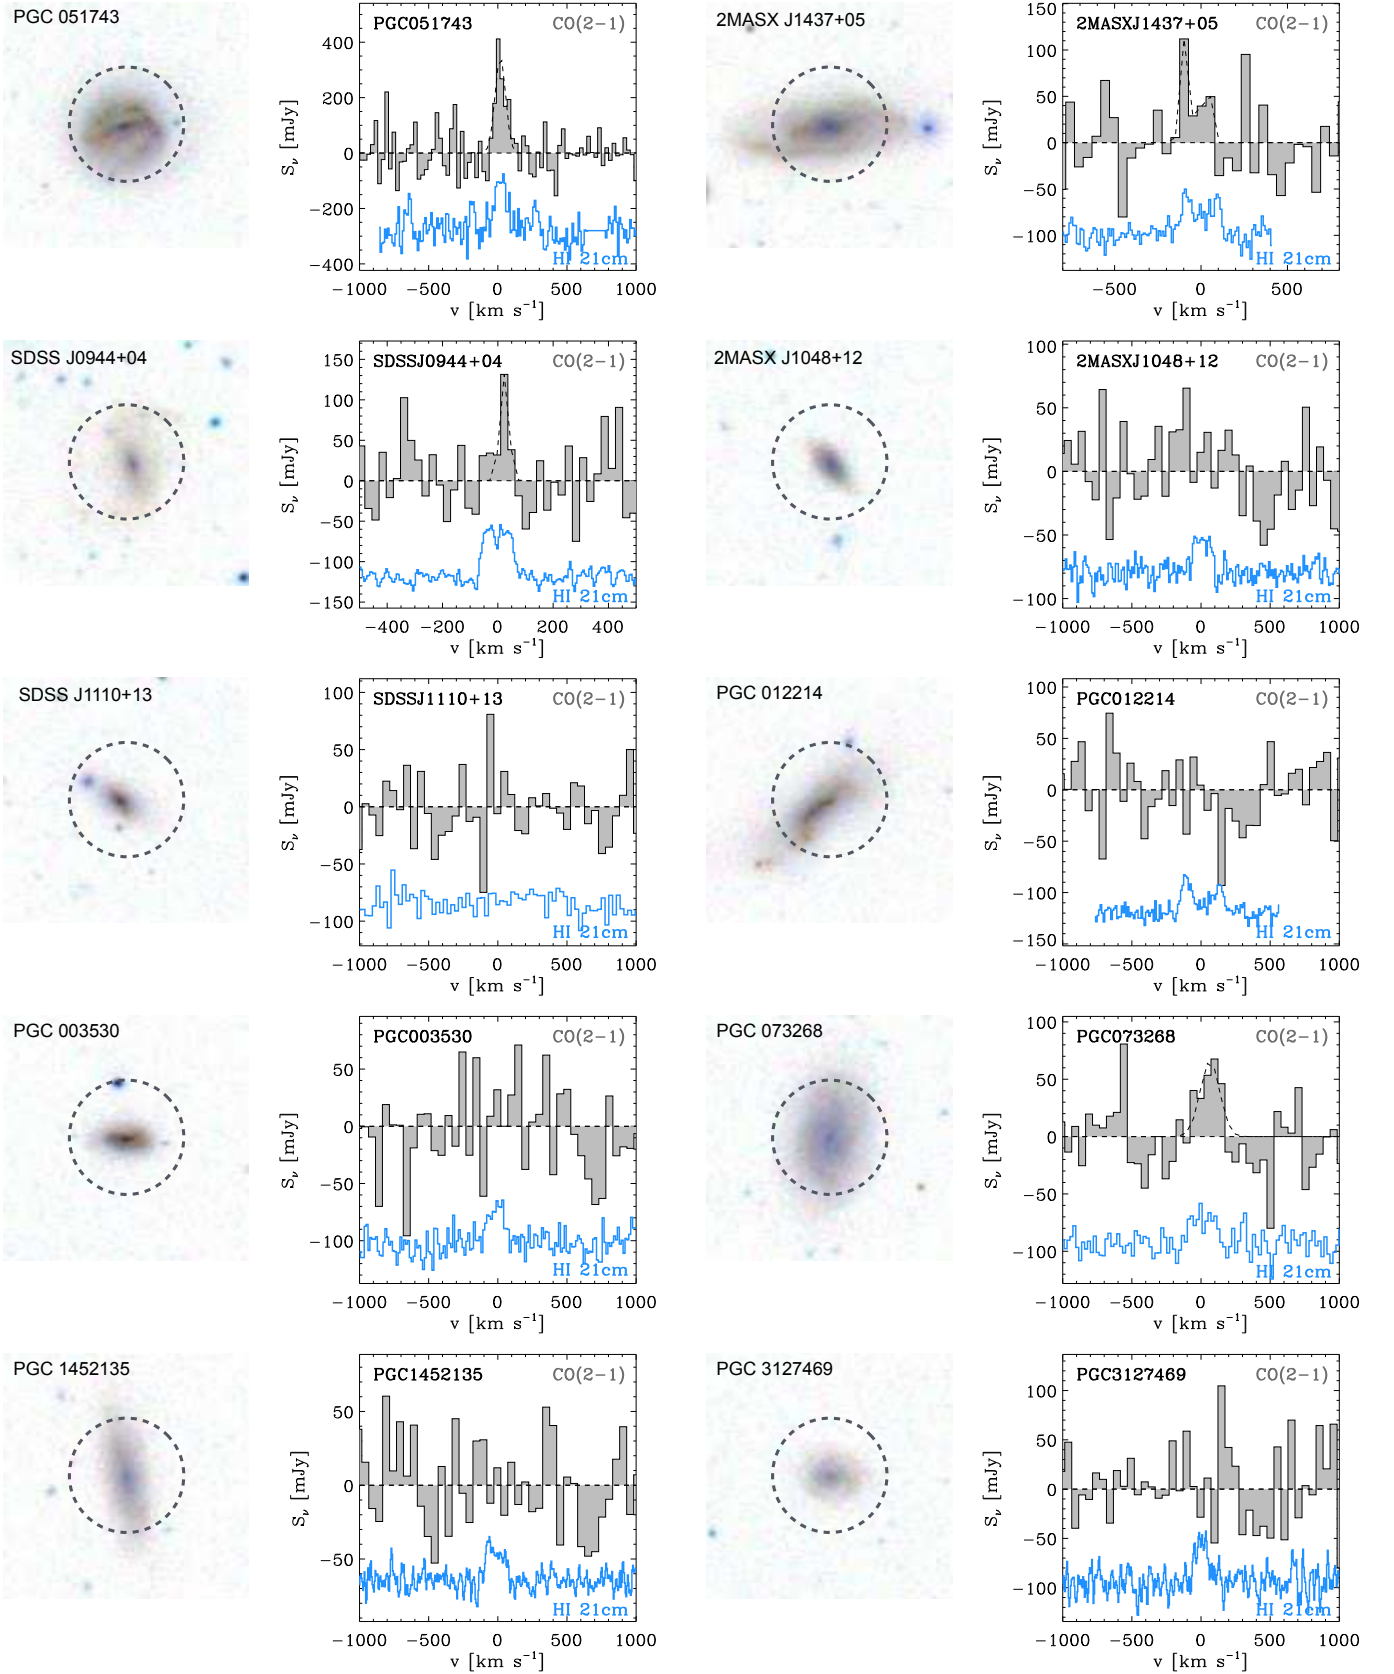 PGC 051743
PGC051743 CO(2−1)
400
200
0
−200
−400
S𝜈 [mJy]
HI 21cm
−1000 −500 0 500 1000
v [km s⁻¹]
2MASX J1437+05
2MASXJ1437+05 CO(2−1)
150
100
50
0
−50
−100
S𝜈 [mJy]
HI 21cm
−500 0 500
v [km s⁻¹]
SDSS J0944+04
SDSSJ0944+04 CO(2−1)
150
100
50
0
−50
−100
−150
S𝜈 [mJy]
HI 21cm
−400 −200 0 200 400
v [km s⁻¹]
2MASX J1048+12
2MASXJ1048+12 CO(2−1)
100
50
0
−50
−100
S𝜈 [mJy]
HI 21cm
−1000 −500 0 500 1000
v [km s⁻¹]
SDSS J1110+13
SDSSJ1110+13 CO(2−1)
100
50
0
−50
−100
S𝜈 [mJy]
HI 21cm
−1000 −500 0 500 1000
v [km s⁻¹]
PGC 012214
PGC012214 CO(2−1)
100
50
0
−50
−100
−150
S𝜈 [mJy]
HI 21cm
−1000 −500 0 500 1000
v [km s⁻¹]
PGC 003530
PGC003530 CO(2−1)
50
0
−50
−100
S𝜈 [mJy]
HI 21cm
−1000 −500 0 500 1000
v [km s⁻¹]
PGC 073268
PGC073268 CO(2−1)
100
50
0
−50
−100
S𝜈 [mJy]
HI 21cm
−1000 −500 0 500 1000
v [km s⁻¹]
PGC 1452135
PGC1452135 CO(2−1)
50
0
−50
S𝜈 [mJy]
HI 21cm
−1000 −500 0 500 1000
v [km s⁻¹]
PGC 3127469
PGC3127469 CO(2−1)
100
50
0
−50
−100
S𝜈 [mJy]
HI 21cm
−1000 −500 0 500 1000
v [km s⁻¹]